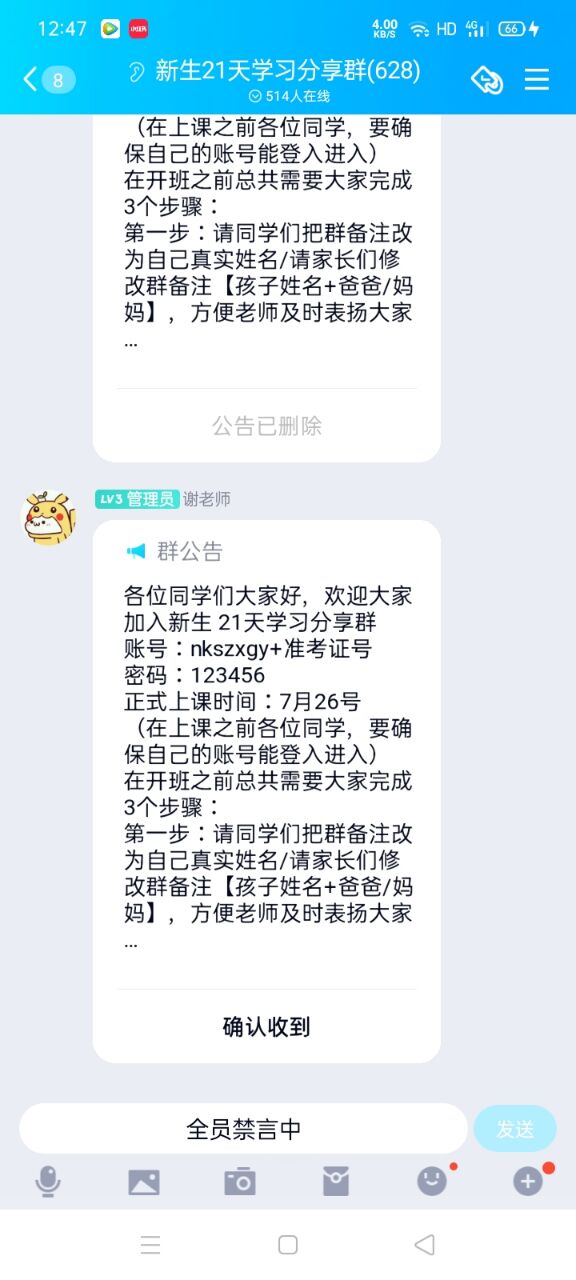 12:47
4.00
KB/S
HD
4G
66
8
新生21天学习分享群(628)
514人在线
（在上课之前各位同学，要确
保自己的账号能登入进入）
在开班之前总共需要大家完成
3个步骤：
第一步：请同学们把群备注改
为自己真实姓名/请家长们修
改群备注【孩子姓名+爸爸/妈
妈】，方便老师及时表扬大家
...
公告已删除
LV3 管理员 谢老师
群公告
各位同学们大家好，欢迎大家
加入新生 21天学习分享群
账号：nkszxgy+准考证号
密码：123456
正式上课时间：7月26号
（在上课之前各位同学，要确
保自己的账号能登入进入）
在开班之前总共需要大家完成
3个步骤：
第一步：请同学们把群备注改
为自己真实姓名/请家长们修
改群备注【孩子姓名+爸爸/妈
妈】，方便老师及时表扬大家
...
确认收到
全员禁言中
发送